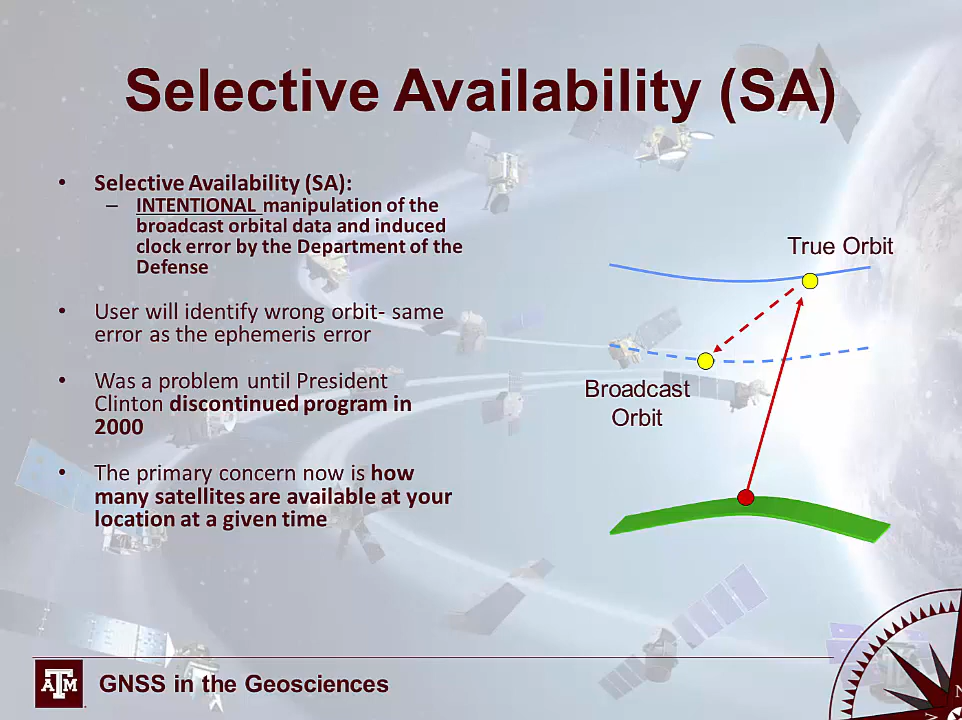 Selective Availability (SA)
• Selective Availability (SA):
– INTENTIONAL manipulation of the
broadcast orbital data and induced
clock error by the Department of the
Defense
• User will identify wrong orbit- same
error as the ephemeris error
• Was a problem until President
Clinton discontinued program in
2000
• The primary concern now is how
many satellites are available at your
location at a given time
True Orbit
Broadcast
Orbit
ATM
GNSS in the Geosciences
N